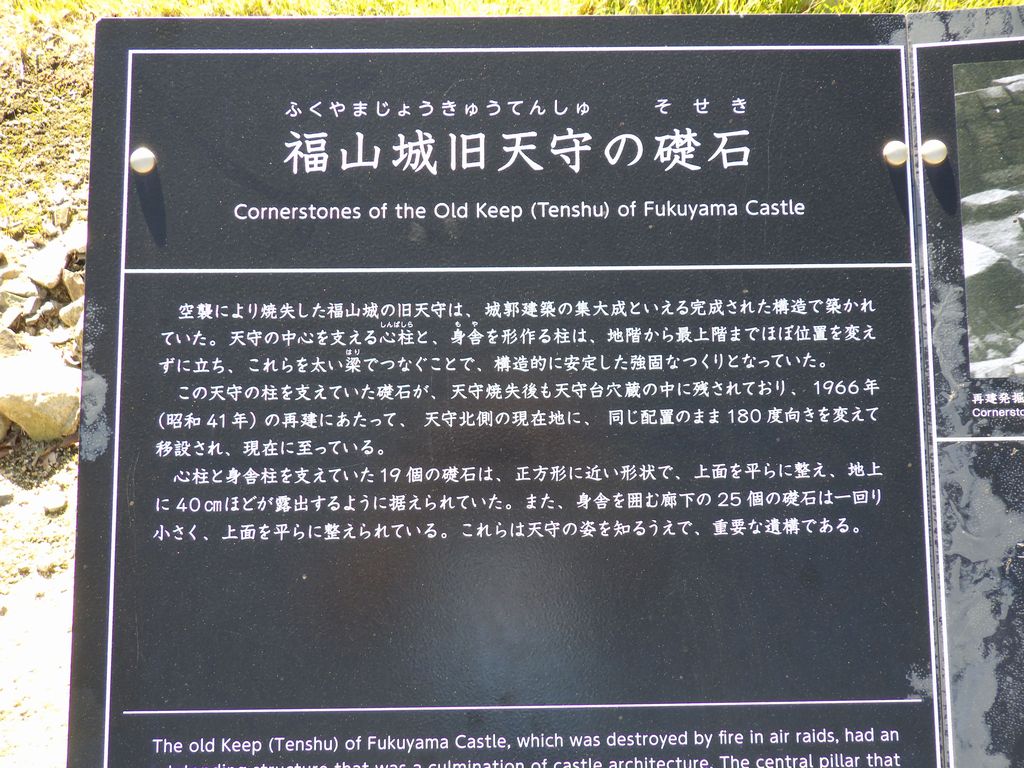 ふくやまじょうきゅうてんしゅ そせき
福山城旧天守の礎石
Cornerstones of the Old Keep (Tenshu) of Fukuyama Castle
空襲により焼失した福山城の旧天守は、城郭建築の集大成といえる完成された構造で築かれ
しんばしら もや
ていた。天守の中心を支える心柱と、身舎を形作る柱は、地階から最上階までほぼ位置を変え
はり
ずに立ち、これらを太い梁でつなぐことで、構造的に安定した強固なつくりとなっていた。
この天守の柱を支えていた礎石が、天守焼失後も天守台穴蔵の中に残されており、1966年
(昭和41年)の再建にあたって、天守北側の現在地に、同じ配置のまま180度向きを変えて
移設され、現在に至っている。
心柱と身舎柱を支えていた19個の礎石は、正方形に近い形状で、上面を平らに整え、地上
に40㎝ほどが露出するように据えられていた。また、身舎を囲む廊下の25個の礎石は一回り
小さく、上面を平らに整えられている。これらは天守の姿を知るうえで、重要な遺構である。
The old Keep (Tenshu) of Fukuyama Castle, which was destroyed by fire in air raids, had an
structure that was a culmination of castle architecture. The central pillar that
再建発掘